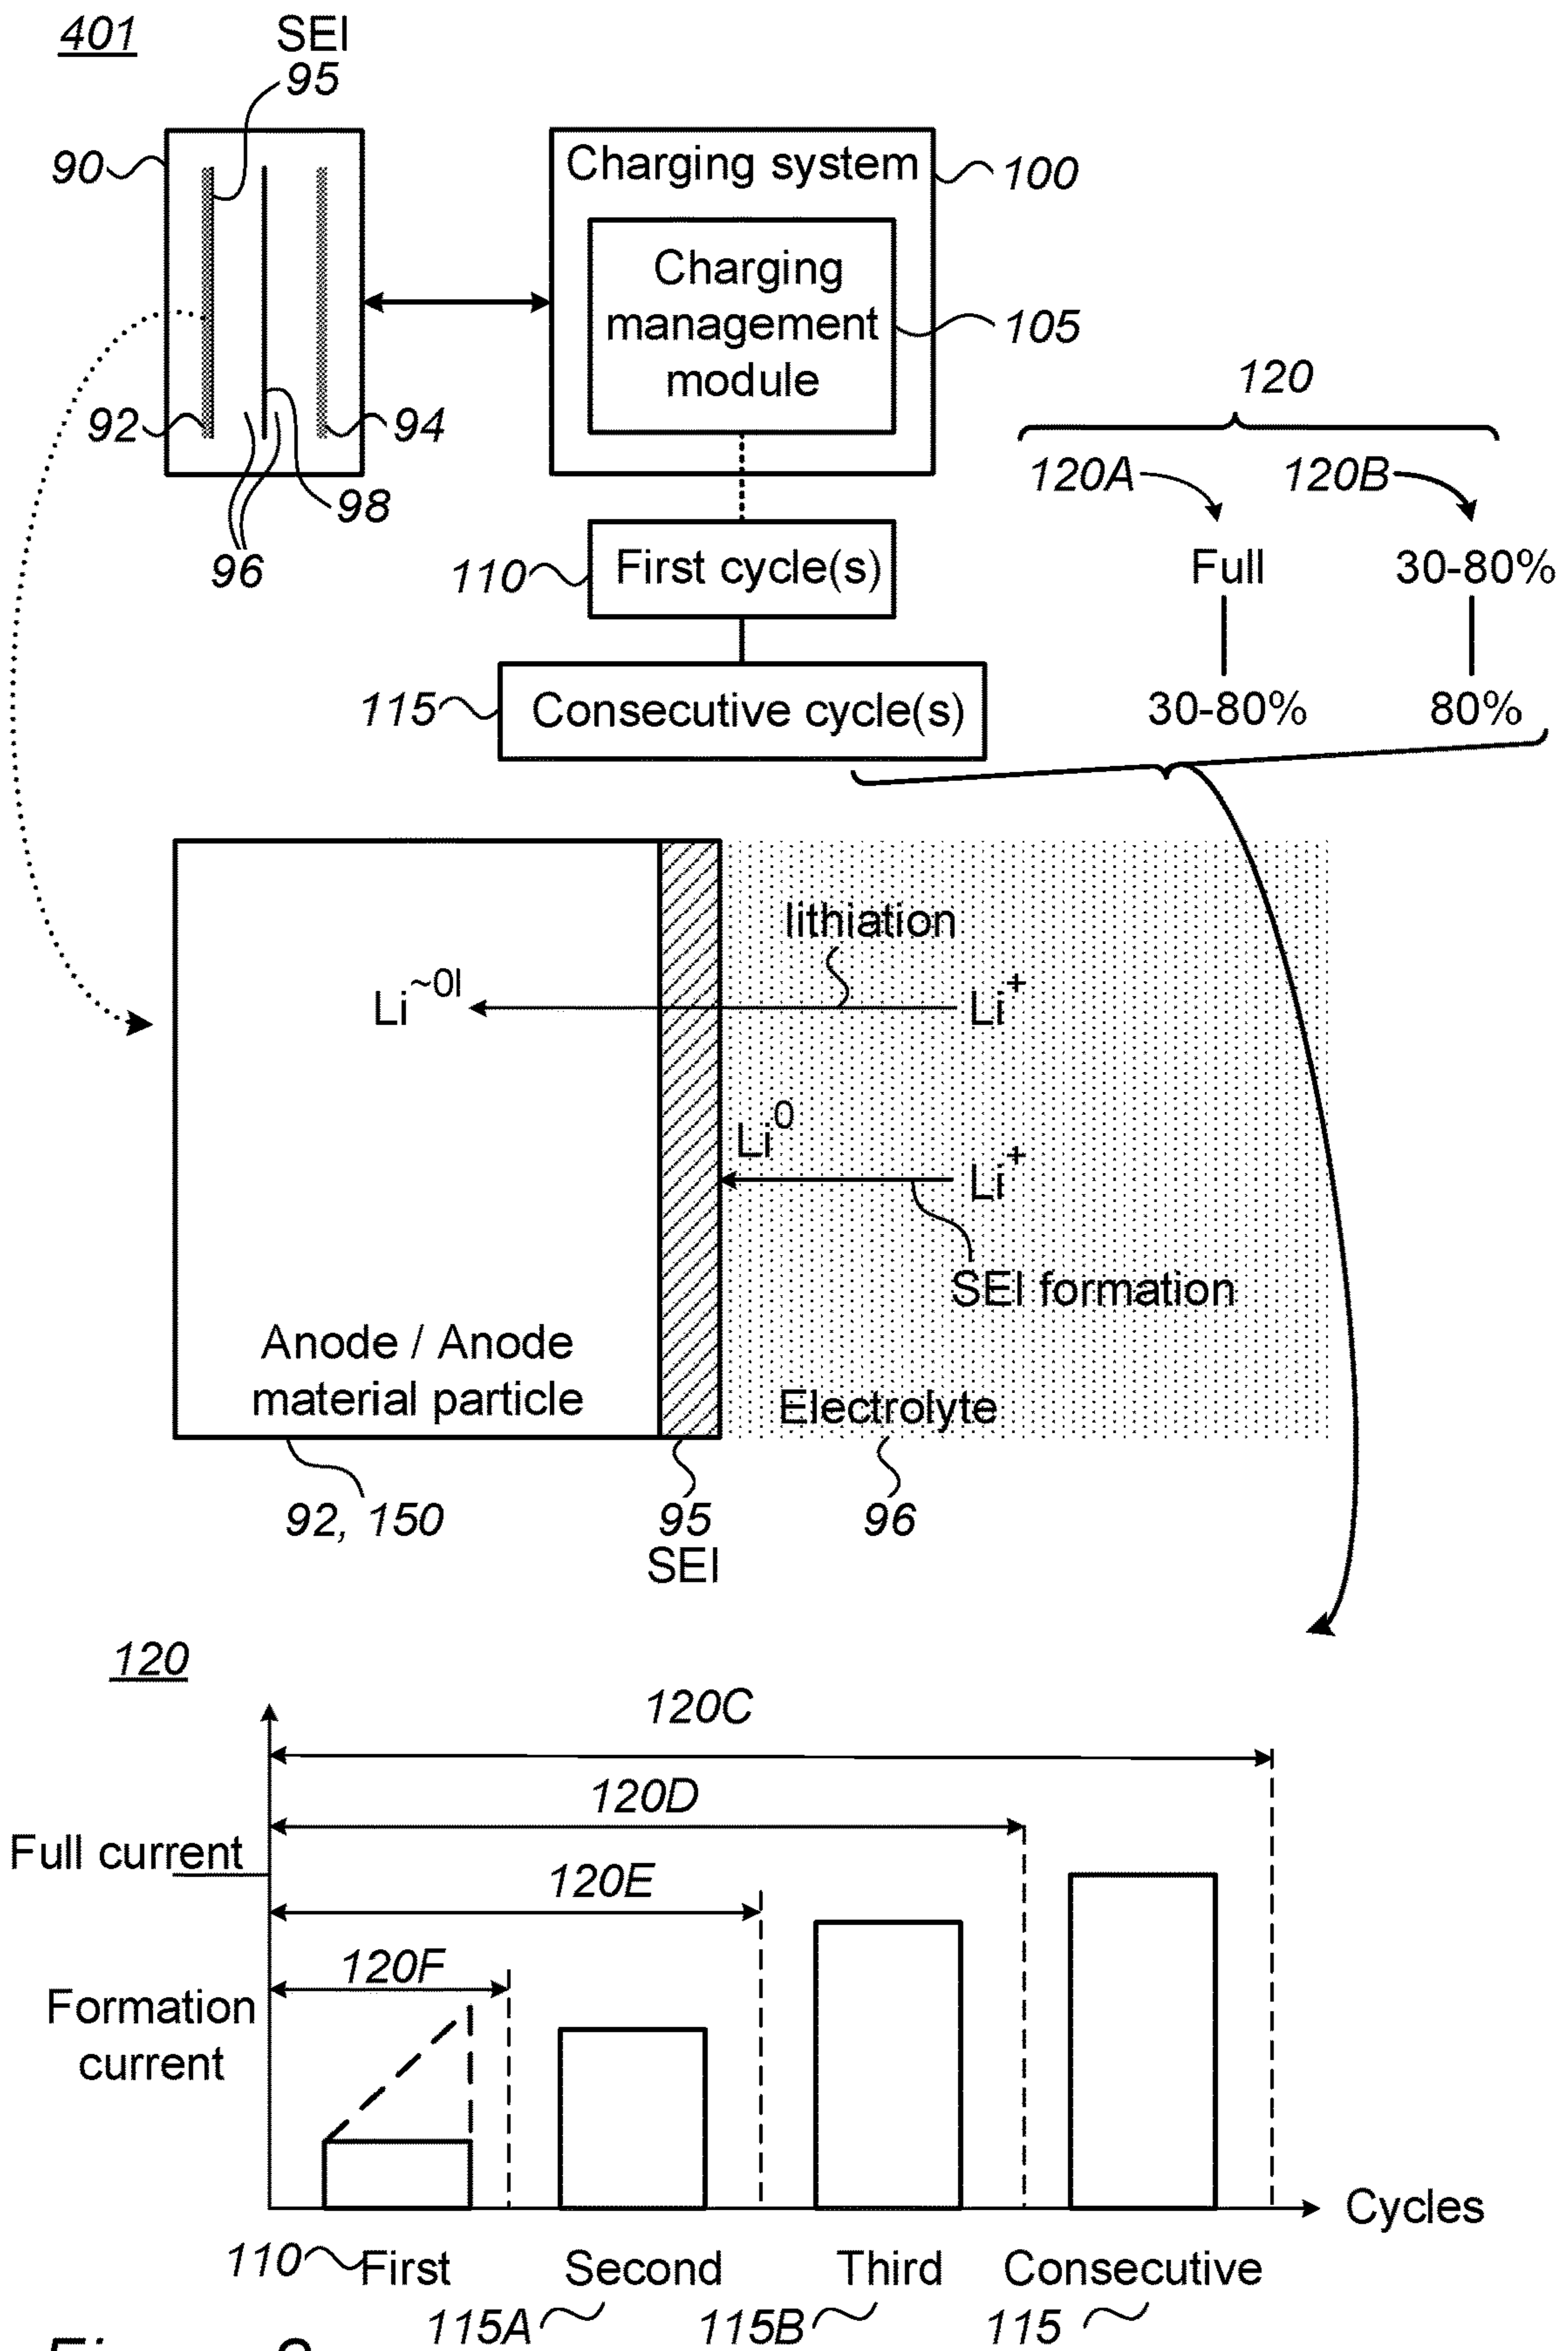 401
SEI
95
90
Charging system
100
Charging
management
module
105
92
94
98
96
120
120A
120B
Full
30-80%
30-80%
80%
110
First cycle(s)
115
Consecutive cycle(s)
lithiation
Li~0l
Li+
Li0
Li+
SEI formation
Anode / Anode
material particle
Electrolyte
92, 150
95
SEI
96
120
120C
120D
Full current
120E
120F
Formation
current
Cycles
110
First
Second
Third
Consecutive
115A
115B
115